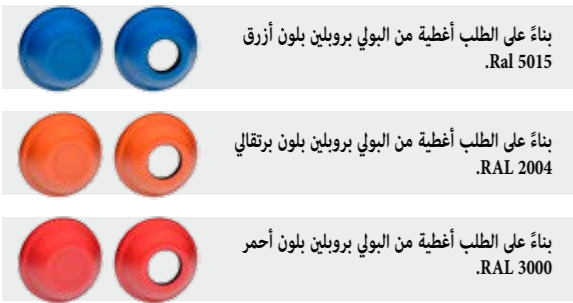 بناءً على الطلب أغطية من البولي بروبلين بلون أزرق
Ral 5015.
بناءً على الطلب أغطية من البولي بروبلين بلون برتقالي
RAL 2004.
بناءً على الطلب أغطية من البولي بروبلين بلون أحمر
RAL 3000.